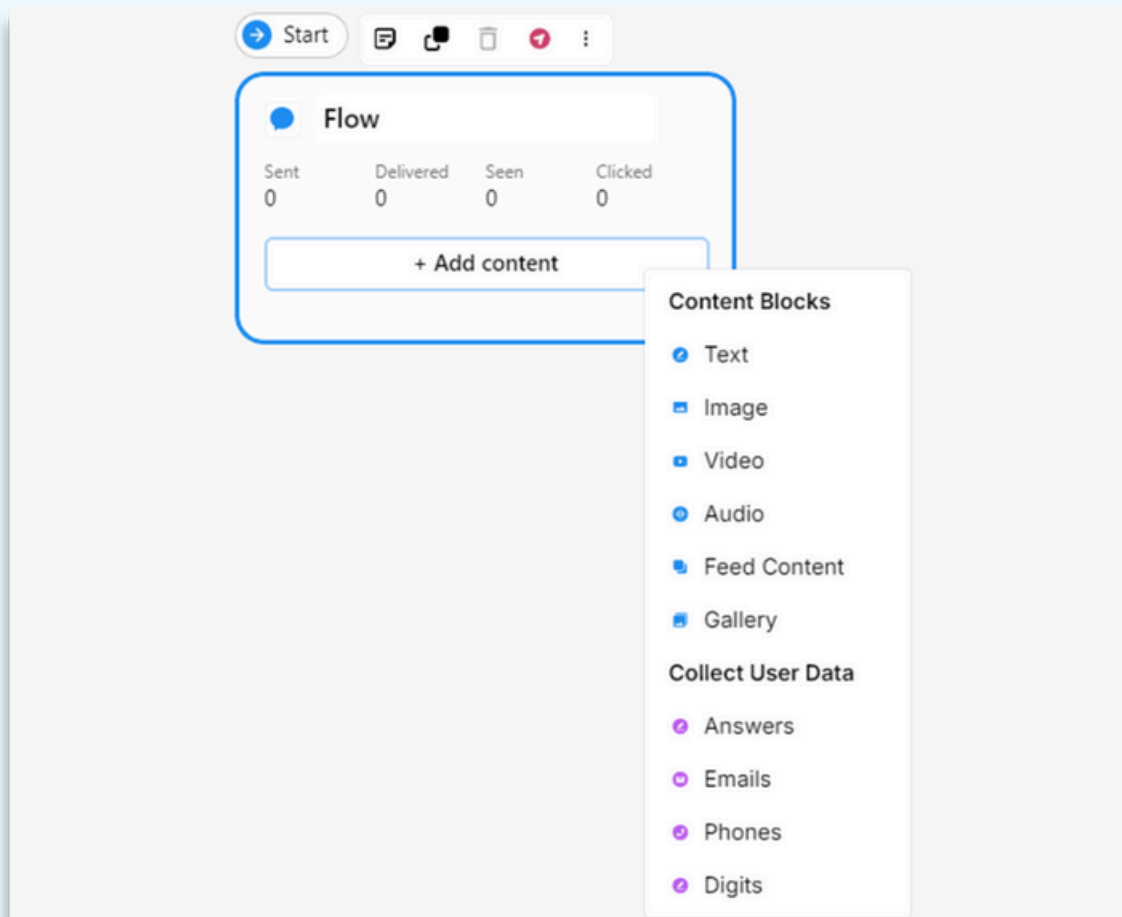 Start
Flow
Sent Delivered Seen Clicked
0 0 0 0
+ Add content
Content Blocks
Text
Image
Video
Audio
Feed Content
Gallery
Collect User Data
Answers
Emails
Phones
Digits